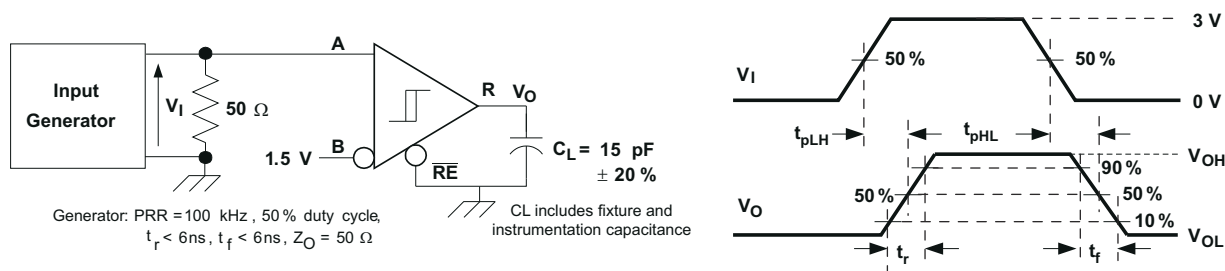 Input
Generator
V_I
50 Ω
A
B
1.5 V
R
V_O
R̅E̅
C_L = 15 pF
± 20 %
Generator: PRR = 100 kHz, 50 % duty cycle,
t_r < 6ns, t_f < 6ns, Z_O = 50 Ω
CL includes fixture and
instrumentation capacitance
3 V
V_I
50 %
50 %
0 V
t_pLH
t_pHL
V_OH
90 %
50 %
50 %
V_O
10 %
V_OL
t_r
t_f